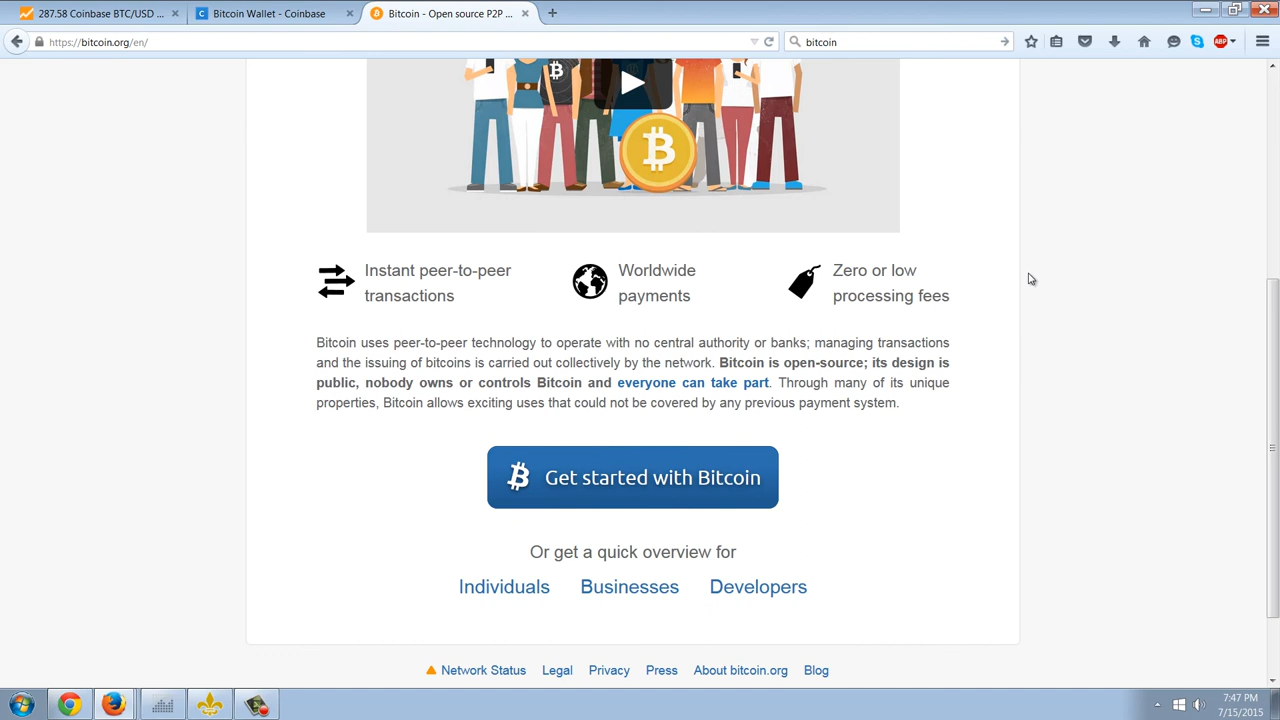 287.58 Coinbase BTC/USD ...
Bitcoin Wallet - Coinbase
Bitcoin - Open source P2P ...
https://bitcoin.org/en/
bitcoin
ABP
Instant peer-to-peer
transactions
Worldwide
payments
Zero or low
processing fees
Bitcoin uses peer-to-peer technology to operate with no central authority or banks; managing transactions
and the issuing of bitcoins is carried out collectively by the network. Bitcoin is open-source; its design is
public, nobody owns or controls Bitcoin and everyone can take part. Through many of its unique
properties, Bitcoin allows exciting uses that could not be covered by any previous payment system.
Get started with Bitcoin
Or get a quick overview for
Individuals Businesses Developers
Network Status Legal Privacy Press About bitcoin.org Blog
7:47 PM
7/15/2015